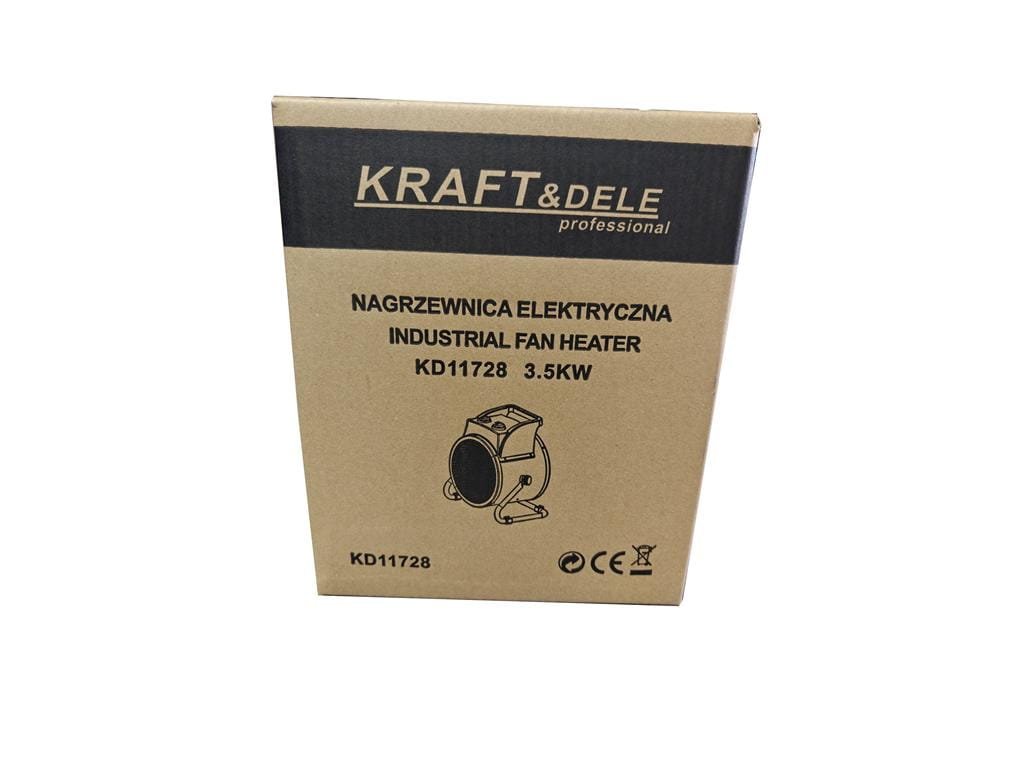 KRAFT&DELE
professional
NAGRZEWNICA ELEKTRYCZNA
INDUSTRIAL FAN HEATER
KD11728 3.5KW
KD11728
CE